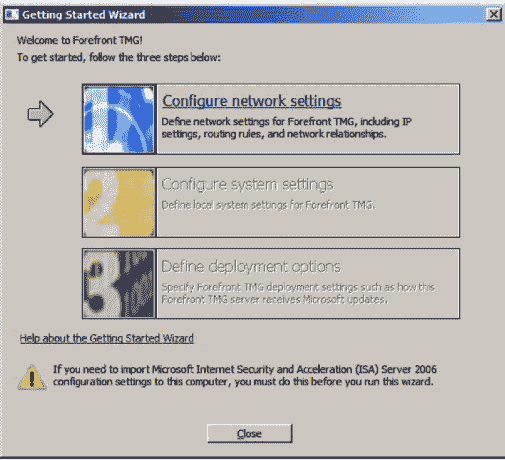 Getting Started Wizard
Welcome to Forefront TMG!
To get started, follow the three steps below:
1
Configure network settings
Define network settings for Forefront TMG, including IP
settings, routing rules, and network relationships.
2
Configure system settings
Define local system settings for Forefront TMG.
3
Define deployment options
Specify Forefront TMG deployment settings such as how this
Forefront TMG server receives Microsoft updates.
Help about the Getting Started Wizard
If you need to import Microsoft Internet Security and Acceleration (ISA) Server 2006
configuration settings to this computer, you must do this before you run this wizard.
Close